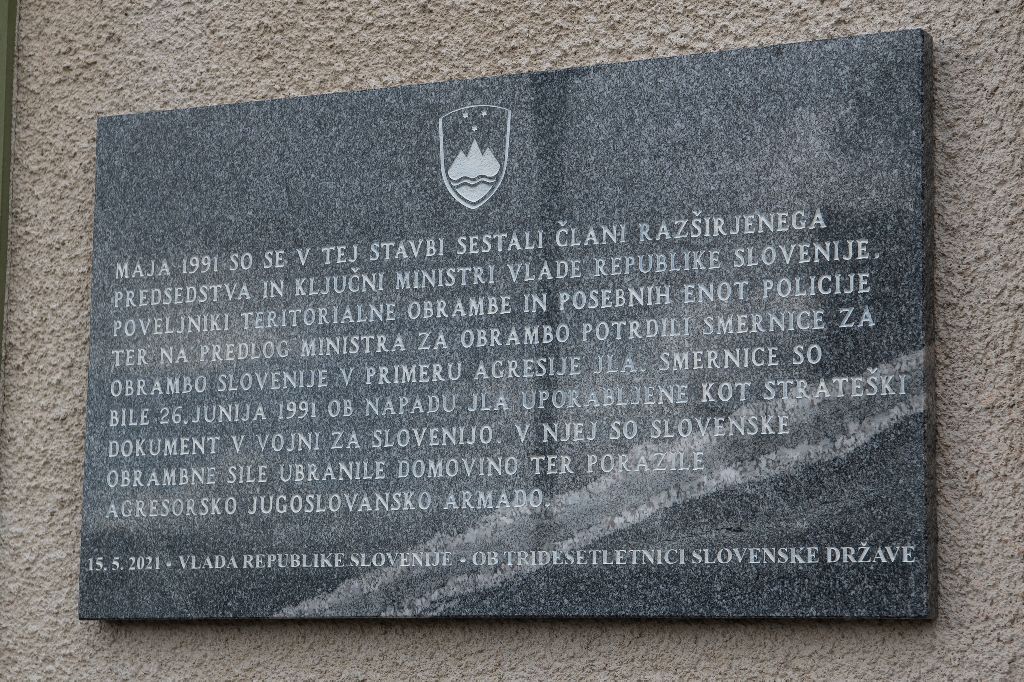 MAJA 1991 SO SE V TEJ STAVBI SESTALI ČLANI RAZŠIRJENEGA
PREDSEDSTVA IN KLJUČNI MINISTRI VLADE REPUBLIKE SLOVENIJE,
POVELJNIKI TERITORIALNE OBRAMBE IN POSEBNIH ENOT POLICIJE
TER NA PREDLOG MINISTRA ZA OBRAMBO POTRDILI SMERNICE ZA
OBRAMBO SLOVENIJE V PRIMERU AGRESIJE JLA. SMERNICE SO
BILE 26. JUNIJA 1991 OB NAPADU JLA UPORABLJENE KOT STRATEŠKI
DOKUMENT V VOJNI ZA SLOVENIJO. V NJEJ SO SLOVENSKE
OBRAMBNE SILE UBRANILE DOMOVINO TER PORAZILE
AGRESORSKO JUGOSLOVANSKO ARMADO.
15. 5. 2021 - VLADA REPUBLIKE SLOVENIJE - OB TRIDESETLETNICI SLOVENSKE DRŽAVE